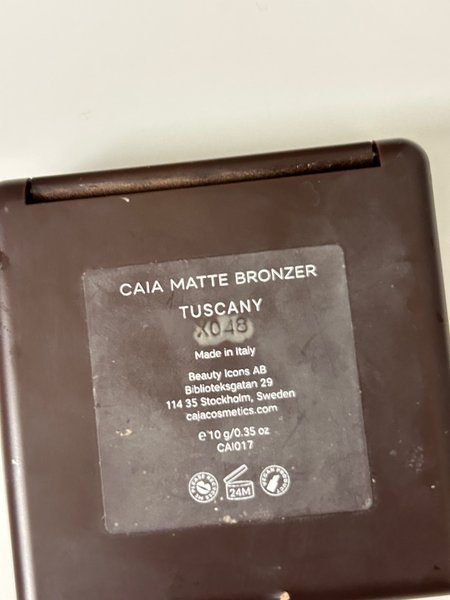 CAIA MATTE BRONZER
TUSCANY
X048
Made in Italy
Beauty Icons AB
Biblioteksgatan 29
114 35 Stockholm, Sweden
caiacosmetics.com
℮ 10 g/0.35 oz
CAI017
24M